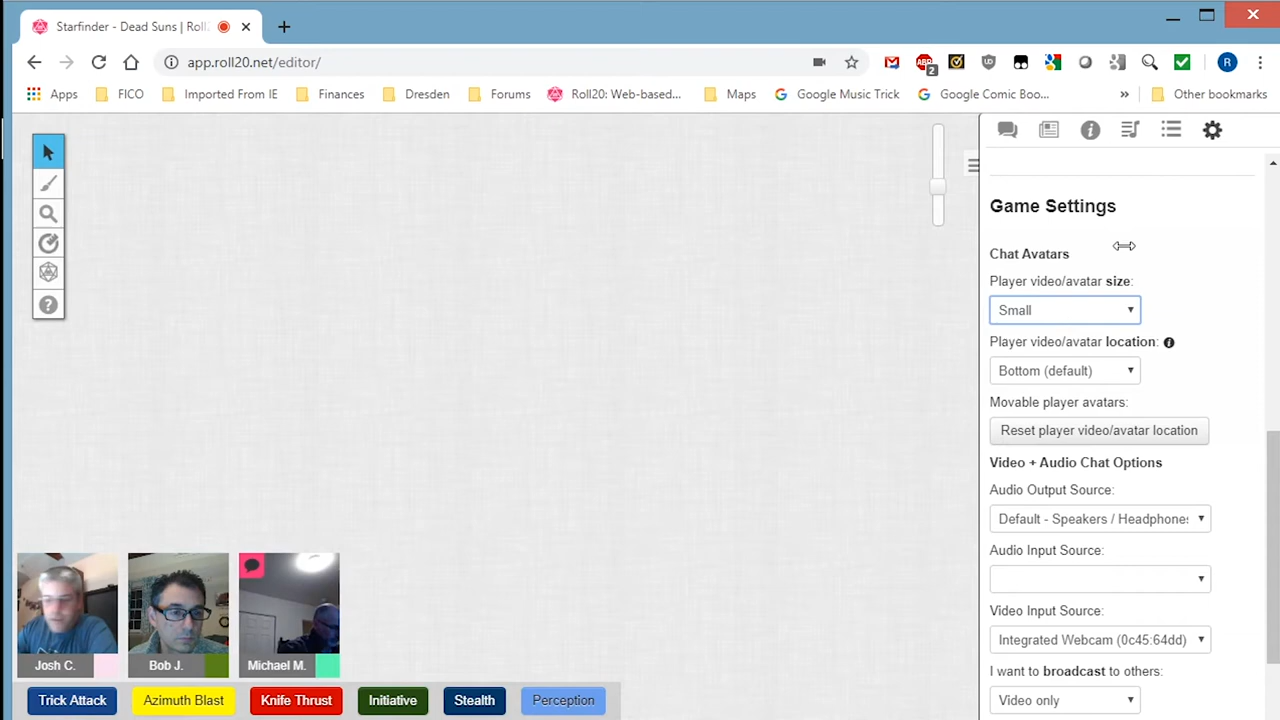 Starfinder - Dead Suns | Roll
app.roll20.net/editor/
2
R
Apps
FICO
Imported From IE
Finances
Dresden
Forums
Roll20: Web-based...
Maps
Google Music Trick
Google Comic Boo...
»
Other bookmarks
Game Settings
Chat Avatars
Player video/avatar size:
Small
Player video/avatar location:
Bottom (default)
Movable player avatars:
Reset player video/avatar location
Video + Audio Chat Options
Audio Output Source:
Default - Speakers / Headphones
Audio Input Source:
Video Input Source:
Integrated Webcam (0c45:64dd)
I want to broadcast to others:
Video only
Josh C.
Bob J.
Michael M.
Trick Attack
Azimuth Blast
Knife Thrust
Initiative
Stealth
Perception